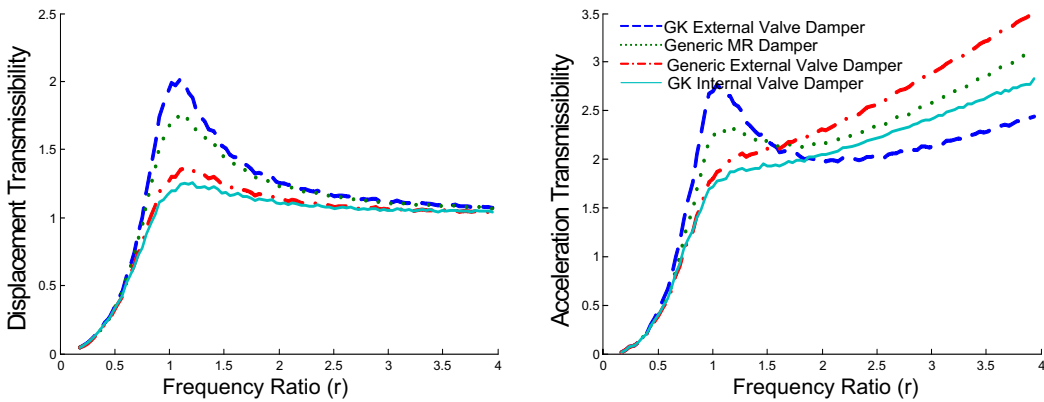 Displacement Transmissibility
2.5
2
1.5
1
0.5
0
0 0.5 1 1.5 2 2.5 3 3.5 4
Frequency Ratio (r)
Acceleration Transmissibility
3.5
3
2.5
2
1.5
1
0.5
0
0 0.5 1 1.5 2 2.5 3 3.5 4
Frequency Ratio (r)
GK External Valve Damper
Generic MR Damper
Generic External Valve Damper
GK Internal Valve Damper